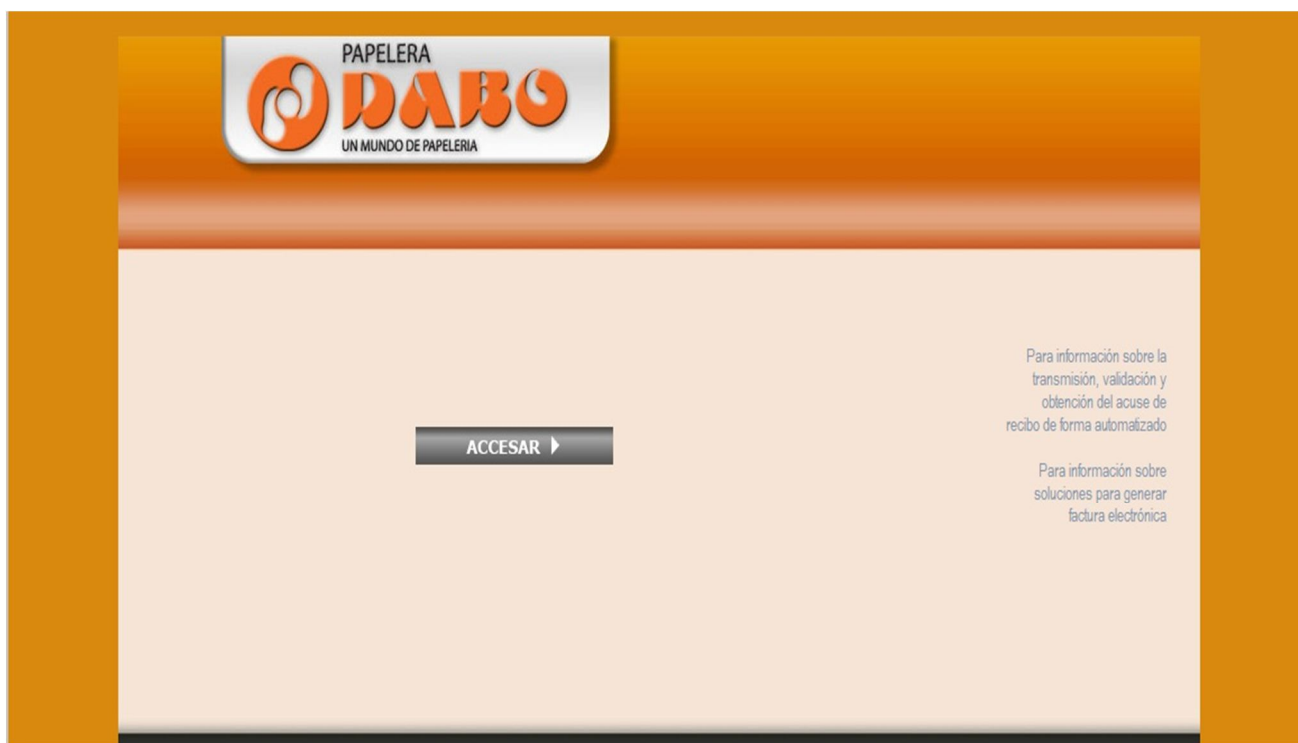 PAPELERA
DABO
UN MUNDO DE PAPELERIA
ACCESAR
Para información sobre la
transmisión, validación y
obtención del acuse de
recibo de forma automatizado
Para información sobre
soluciones para generar
factura electrónica